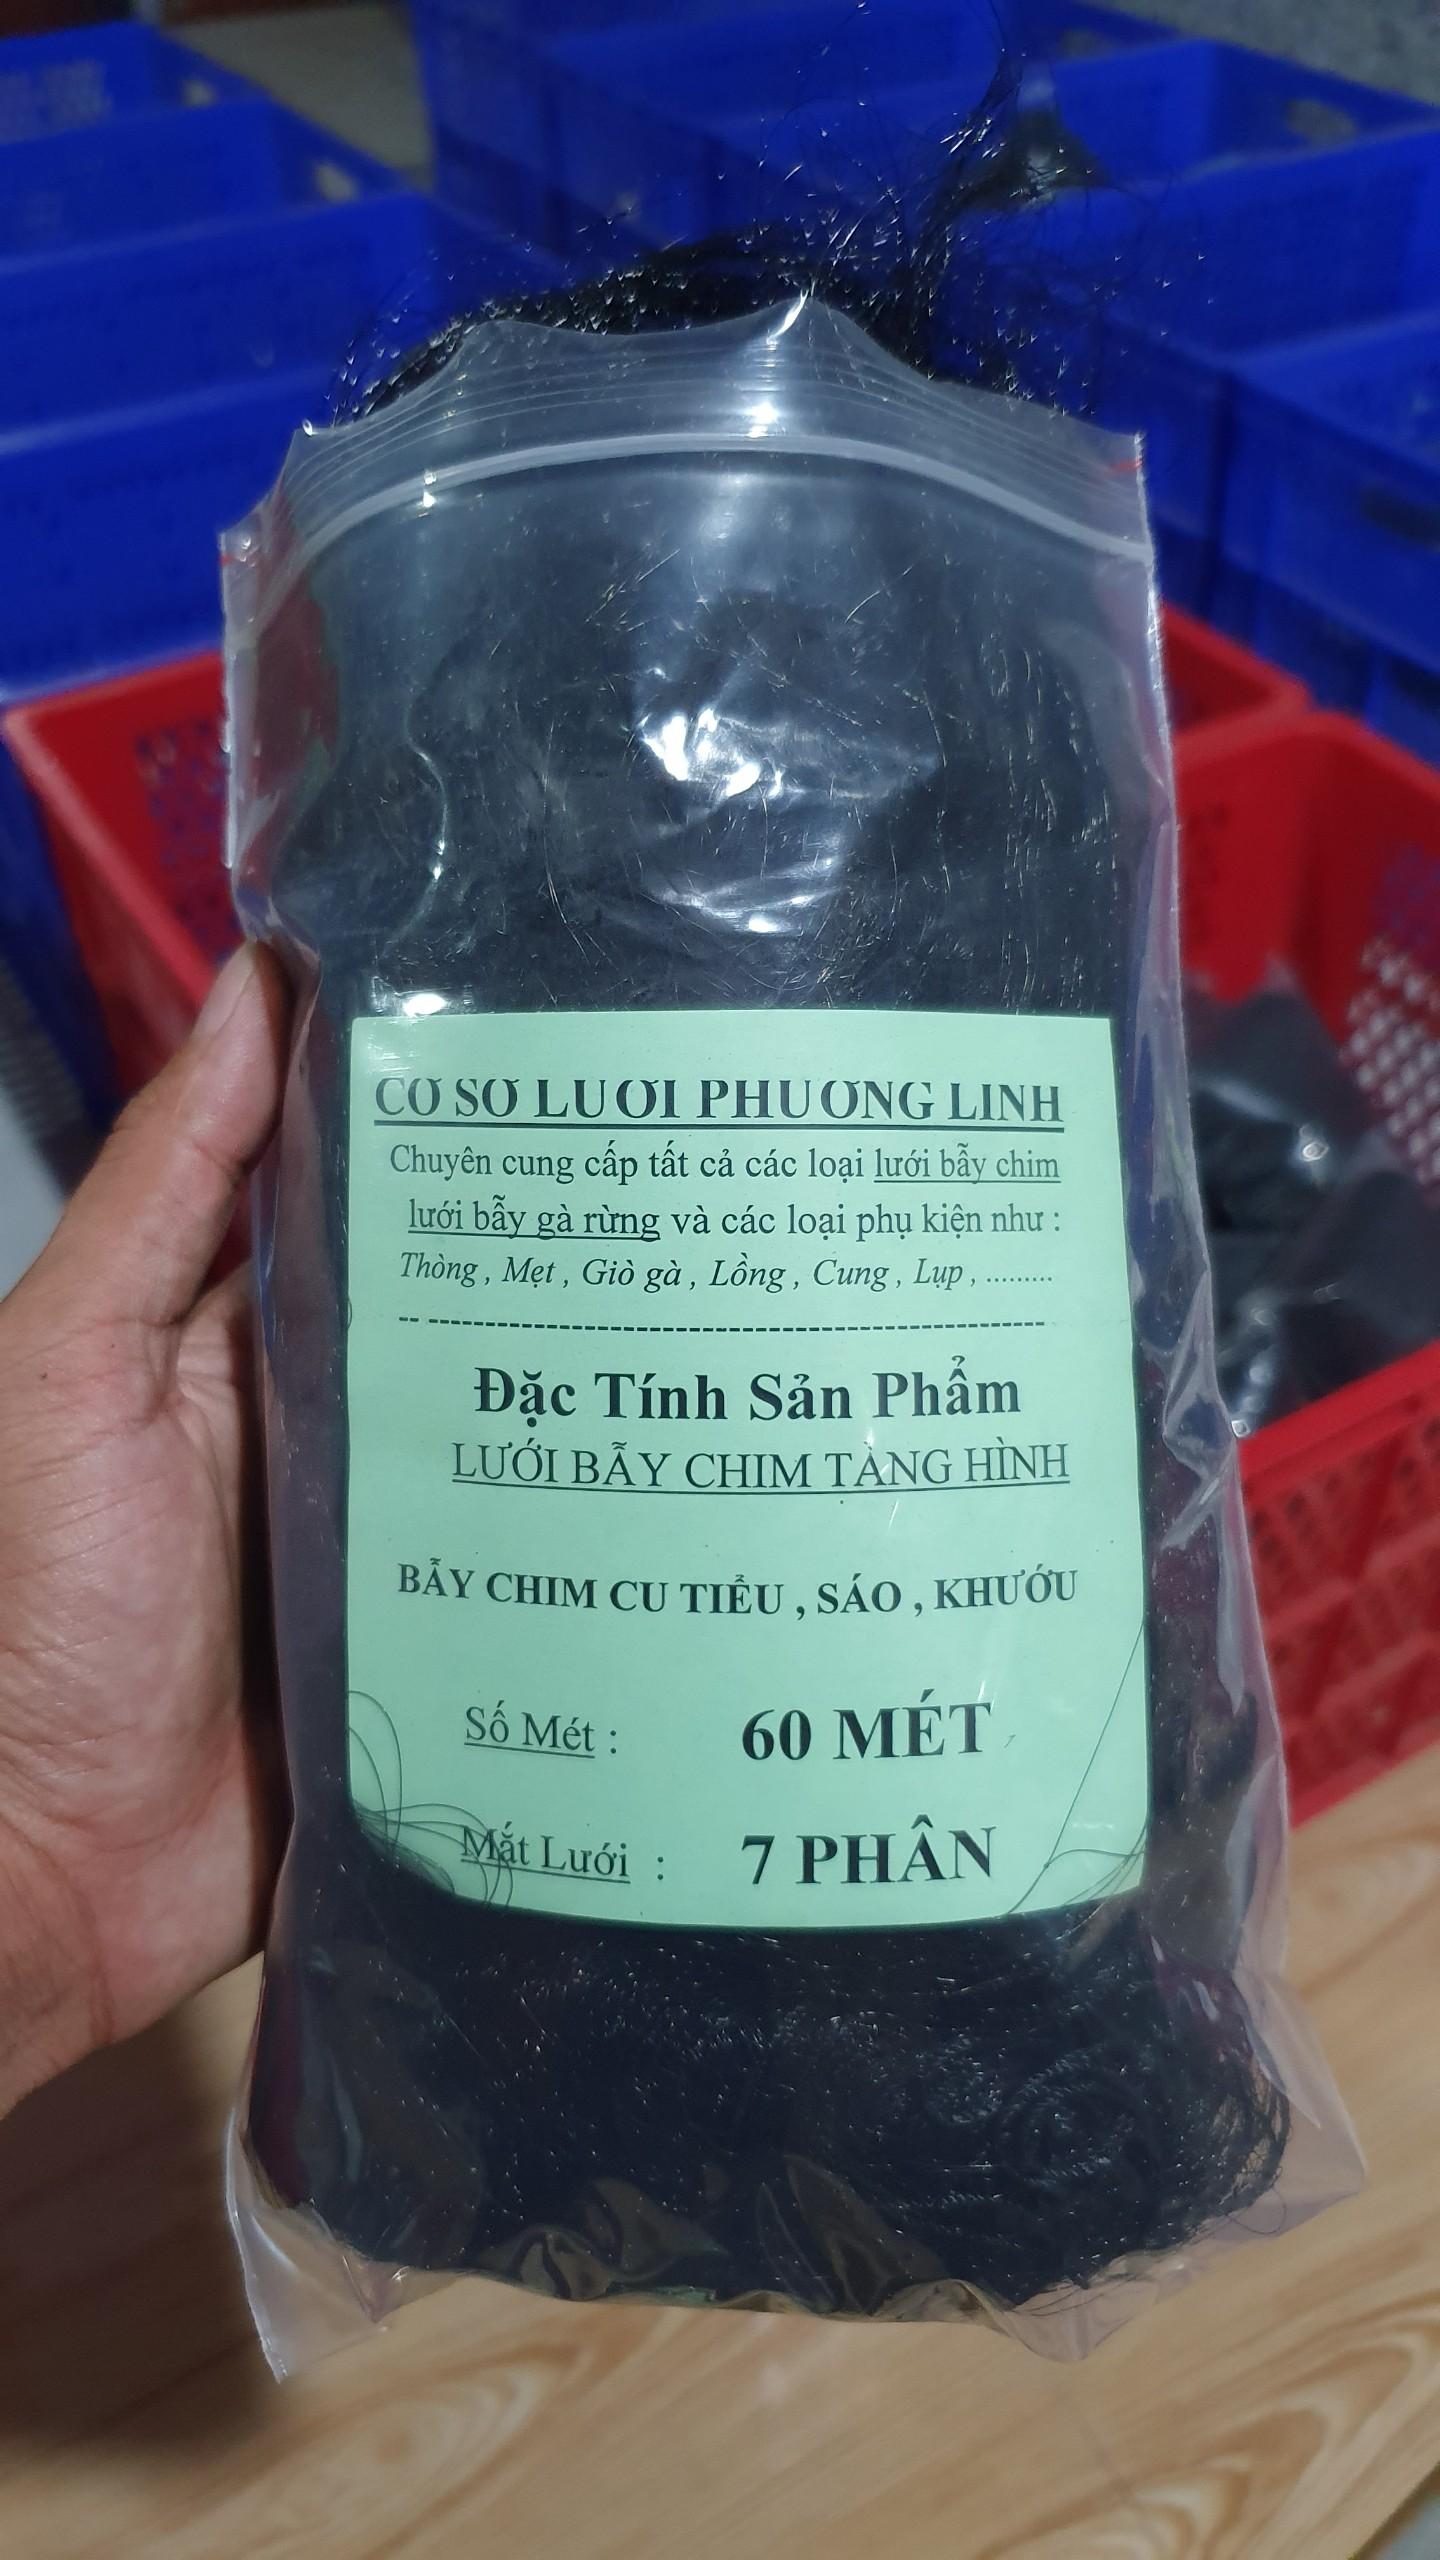 CƠ SỞ LƯỚI PHƯƠNG LINH
Chuyên cung cấp tất cả các loại lưới bẫy chim
lưới bẫy gà rừng và các loại phụ kiện như :
Thòng , Mẹt , Giò gà , Lồng , Cung , Lụp , .........
Đặc Tính Sản Phẩm
LƯỚI BẪY CHIM TÀNG HÌNH
BẪY CHIM CU TIỂU , SÁO , KHƯỚU
Số Mét : 60 MÉT
Mắt Lưới : 7 PHÂN